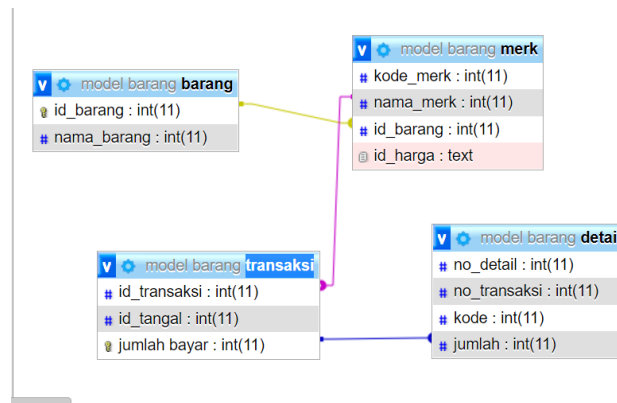 model barang merk
kode_merk : int(11)
nama_merk : int(11)
id_barang : int(11)
id_harga : text
model barang barang
id_barang : int(11)
nama_barang : int(11)
model barang transaksi
id_transaksi : int(11)
id_tangal : int(11)
jumlah bayar : int(11)
model barang detai
no_detail : int(11)
no_transaksi : int(11)
kode : int(11)
jumlah : int(11)